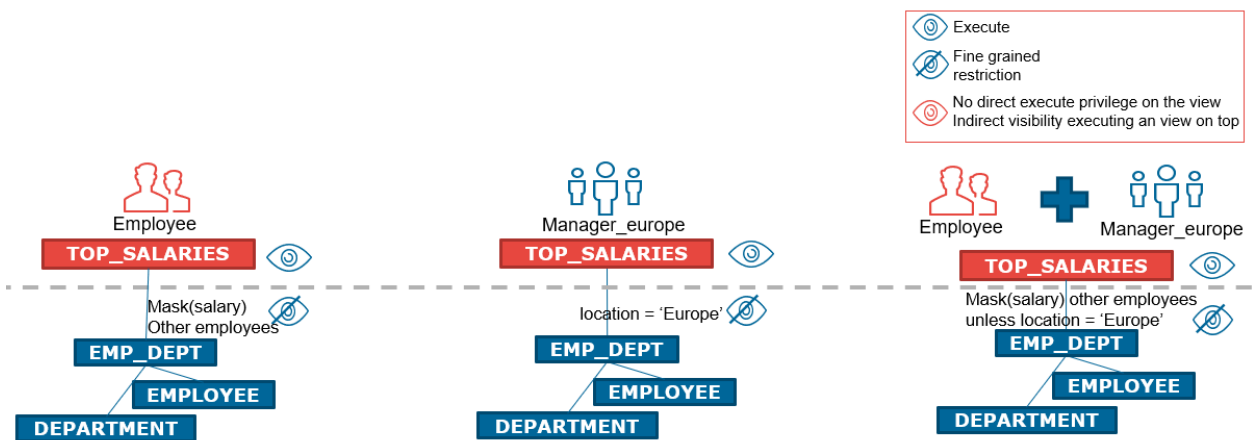 Execute
Fine grained
restriction
No direct execute privilege on the view
Indirect visibility executing an view on top
Employee
TOP_SALARIES
Mask(salary)
Other employees
EMP_DEPT
EMPLOYEE
DEPARTMENT
Manager_europe
TOP_SALARIES
location = ‘Europe’
EMP_DEPT
EMPLOYEE
DEPARTMENT
Employee
Manager_europe
TOP_SALARIES
Mask(salary) other employees
unless location = ‘Europe’
EMP_DEPT
EMPLOYEE
DEPARTMENT